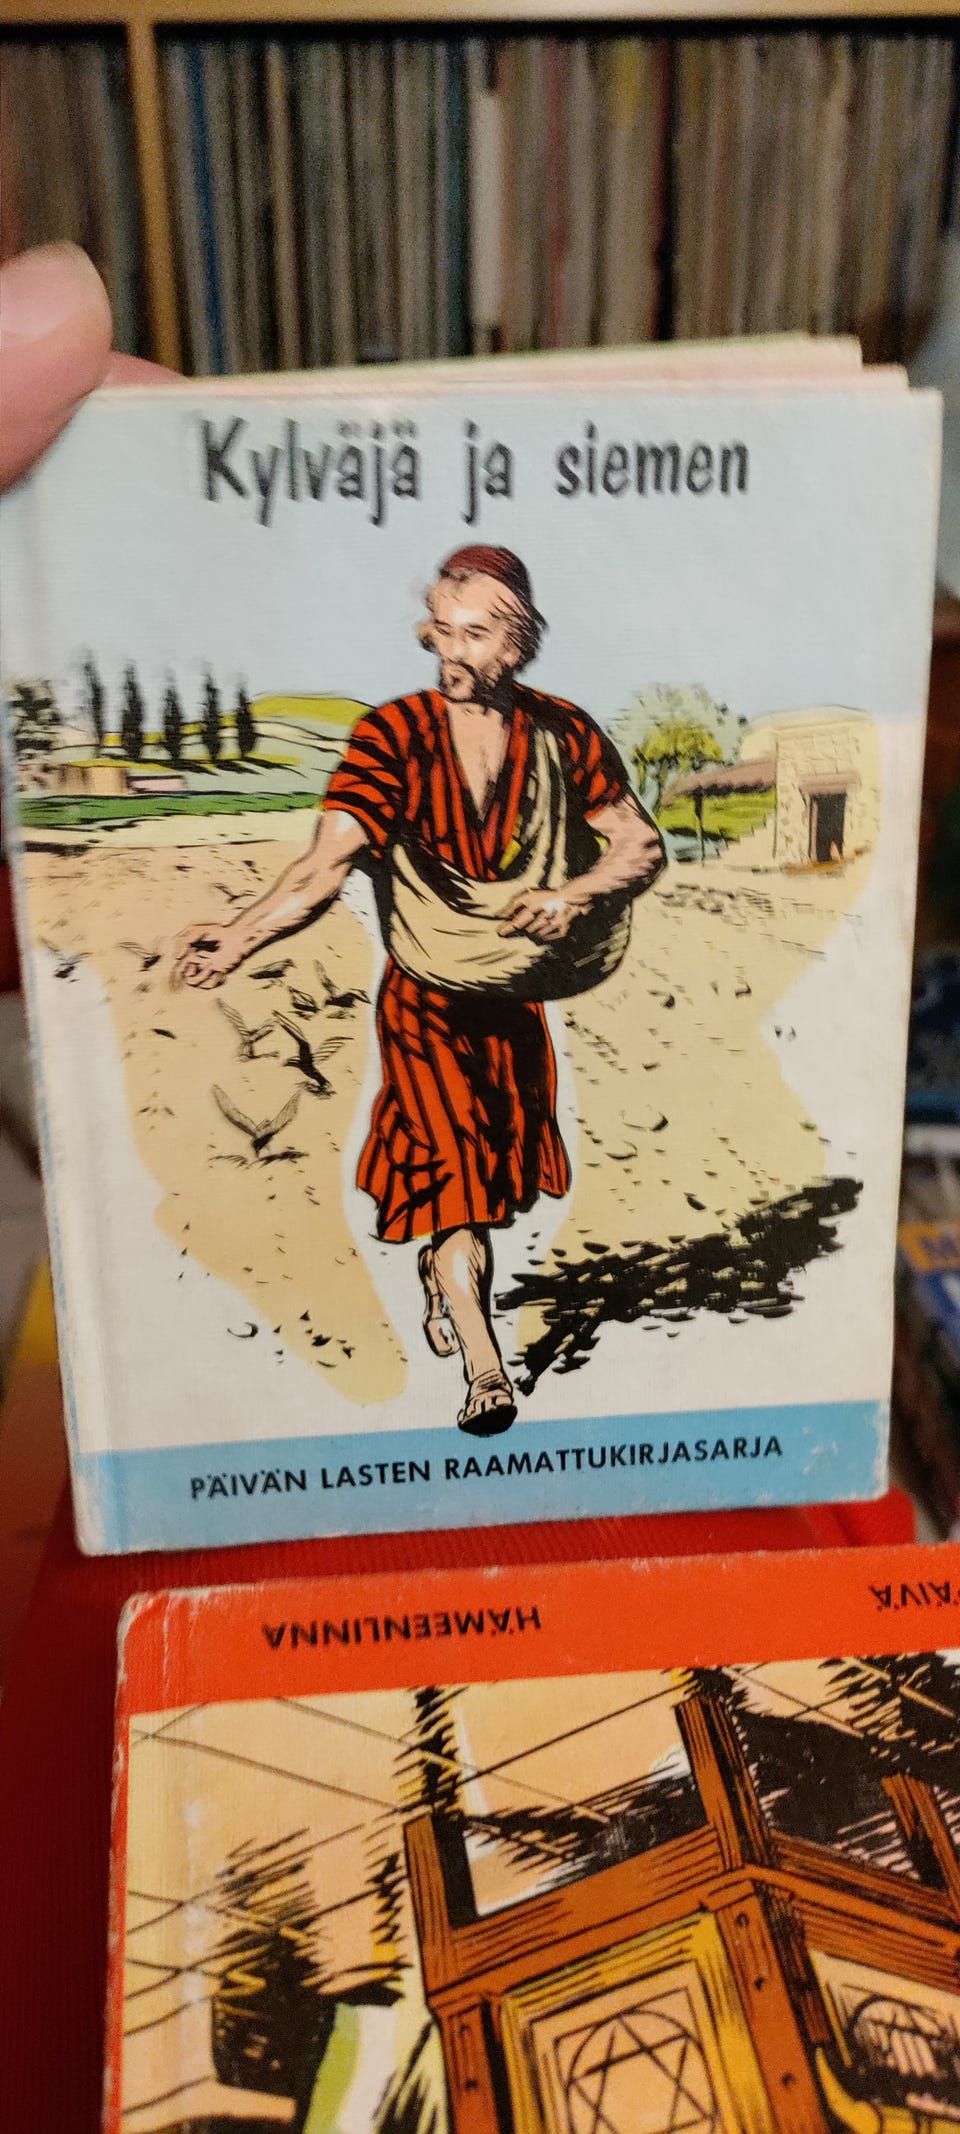 Kylväjä ja siemen
PÄIVÄN LASTEN RAAMATTUKIRJASARJA
HÄMEENLINNA